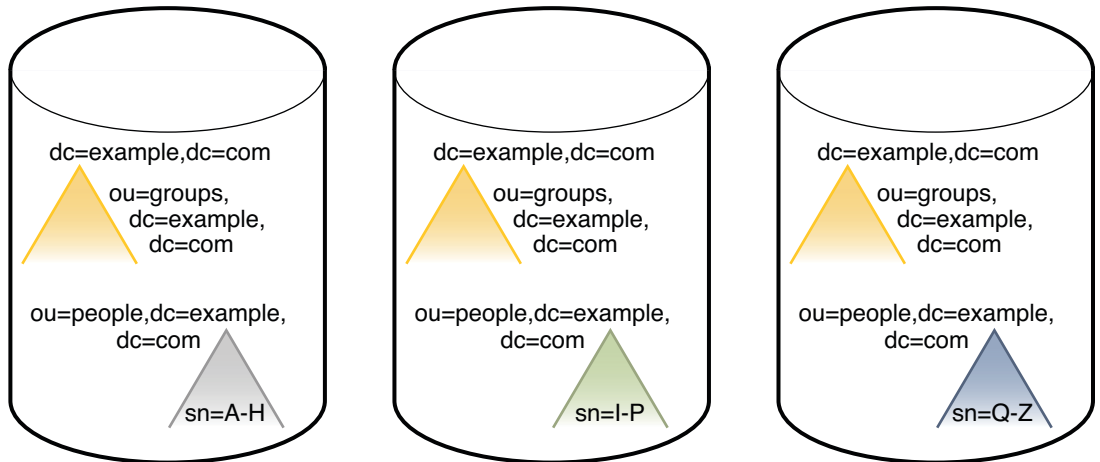 dc=example,dc=com
ou=groups,
dc=example,
dc=com
ou=people,dc=example,
dc=com
sn=A-H
dc=example,dc=com
ou=groups,
dc=example,
dc=com
ou=people,dc=example,
dc=com
sn=I-P
dc=example,dc=com
ou=groups,
dc=example,
dc=com
ou=people,dc=example,
dc=com
sn=Q-Z